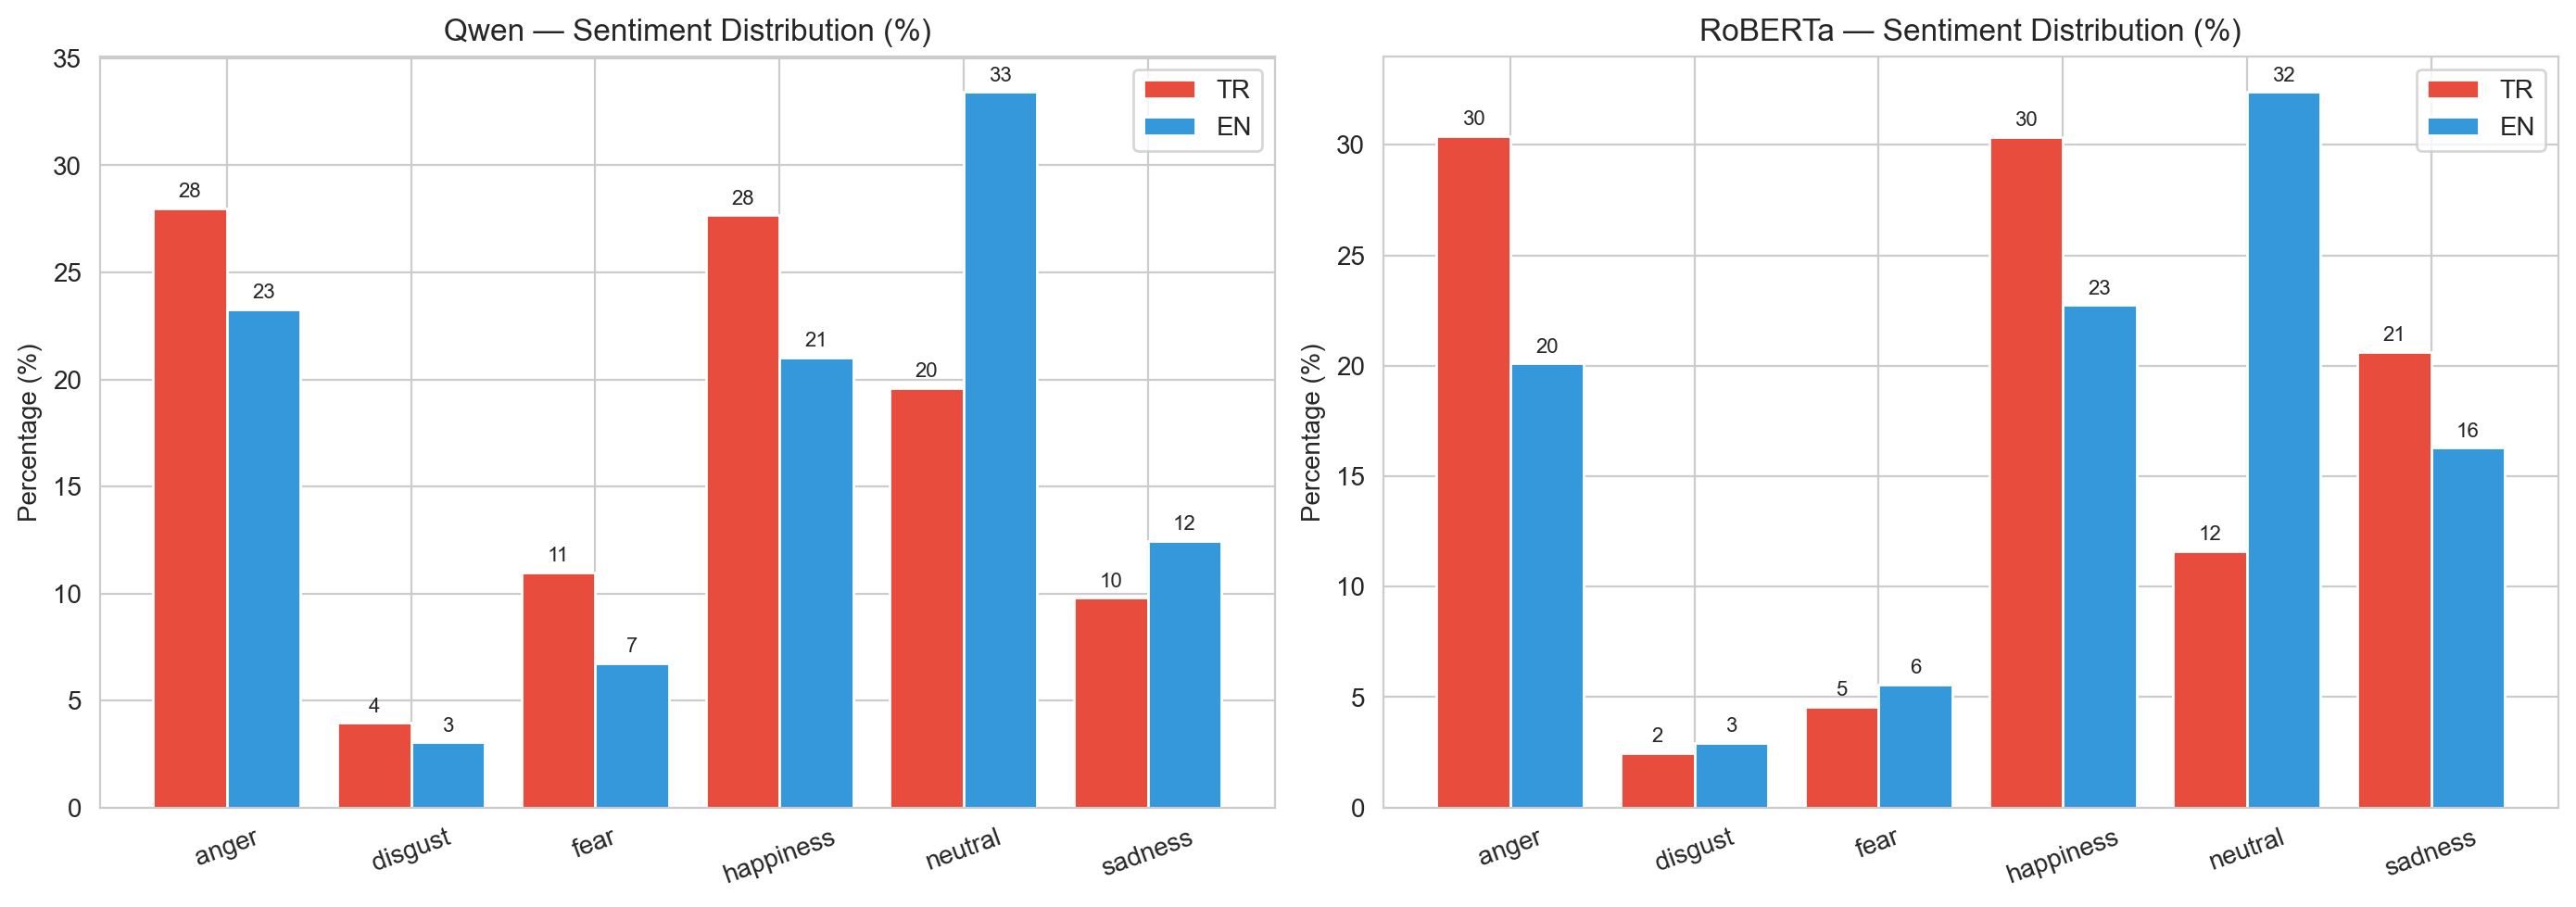 Qwen — Sentiment Distribution (%)
35
30
25
20
15
10
5
0
Percentage (%)
TR
EN
28
23
4
3
11
7
28
21
20
33
10
12
anger
disgust
fear
happiness
neutral
sadness
RoBERTa — Sentiment Distribution (%)
30
25
20
15
10
5
0
Percentage (%)
TR
EN
30
20
2
3
5
6
30
23
12
32
21
16
anger
disgust
fear
happiness
neutral
sadness